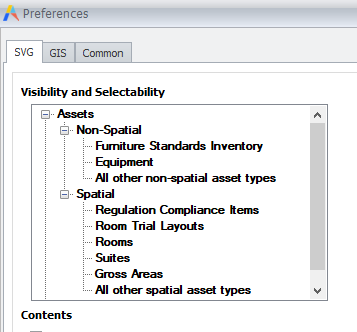 Preferences
SVG GIS Common
Visibility and Selectability
Assets
Non-Spatial
Furniture Standards Inventory
Equipment
All other non-spatial asset types
Spatial
Regulation Compliance Items
Room Trial Layouts
Rooms
Suites
Gross Areas
All other spatial asset types
Contents